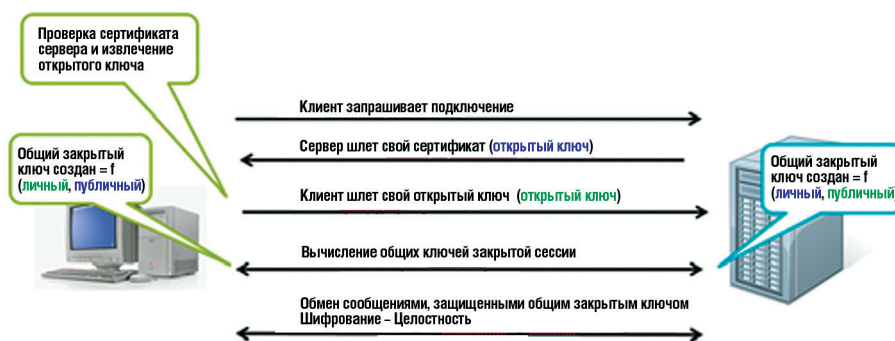 Проверка сертификата
сервера и извлечение
открытого ключа
Клиент запрашивает подключение
Сервер шлет свой сертификат (открытый ключ)
Общий закрытый
ключ создан = f
(личный, публичный)
Общий закрытый
ключ создан = f
(личный, публичный)
Клиент шлет свой открытый ключ (открытый ключ)
Вычисление общих ключей закрытой сессии
Обмен сообщениями, защищенными общим закрытым ключом
Шифрование – Целостность